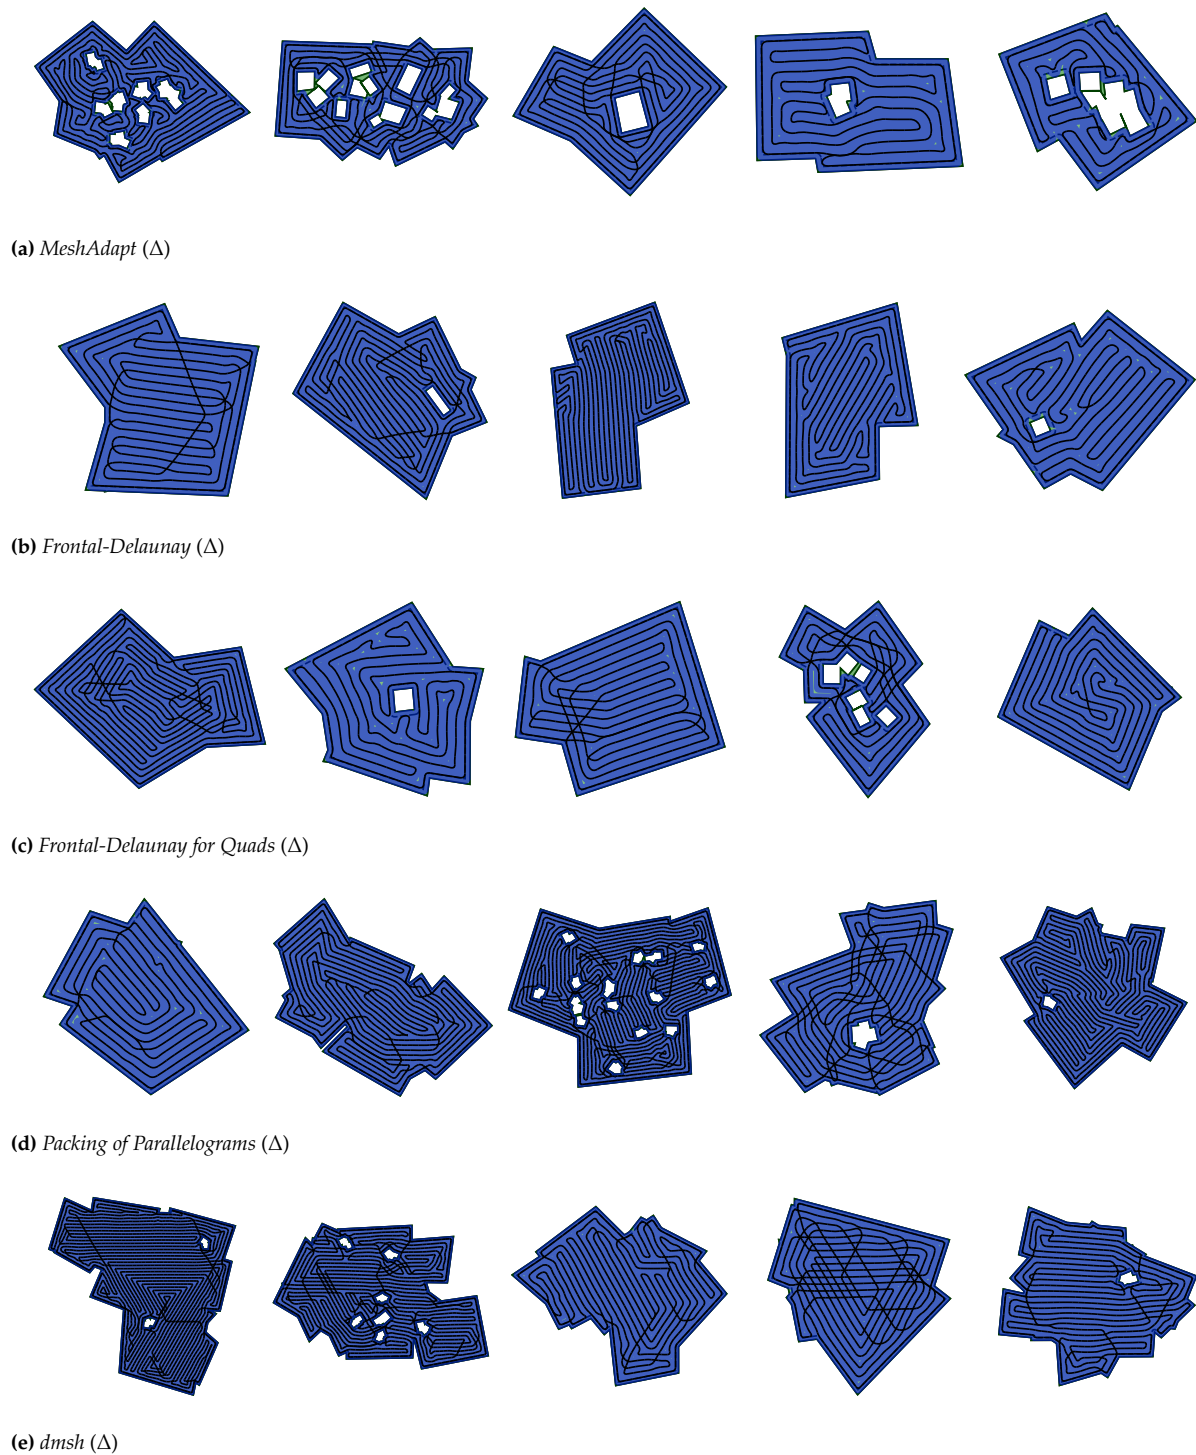 (a) MeshAdapt (Δ)
(b) Frontal-Delaunay (Δ)
(c) Frontal-Delaunay for Quads (Δ)
(d) Packing of Parallelograms (Δ)
(e) dmsh (Δ)